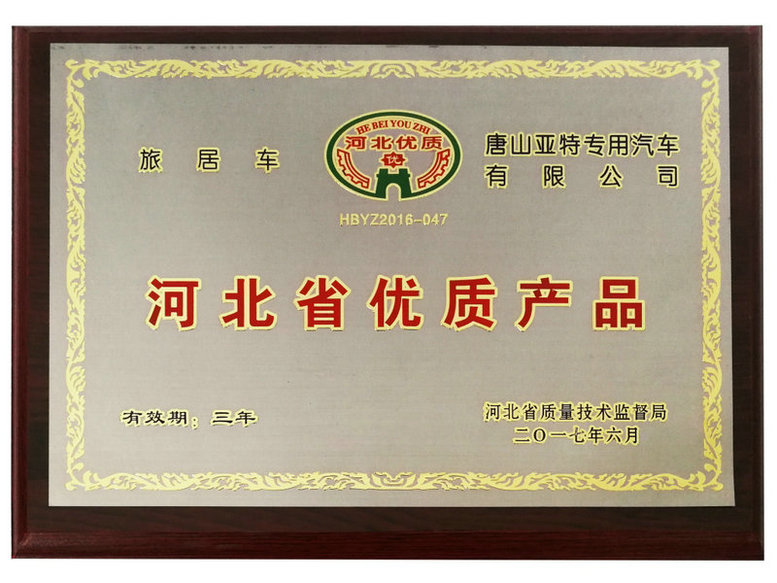 旅居车
HE BEI YOU ZHI
河北优质
优
HBYZ2016-047
唐山亚特专用汽车
有限公司
河北省优质产品
有效期：三年
河北省质量技术监督局
二〇一七年六月